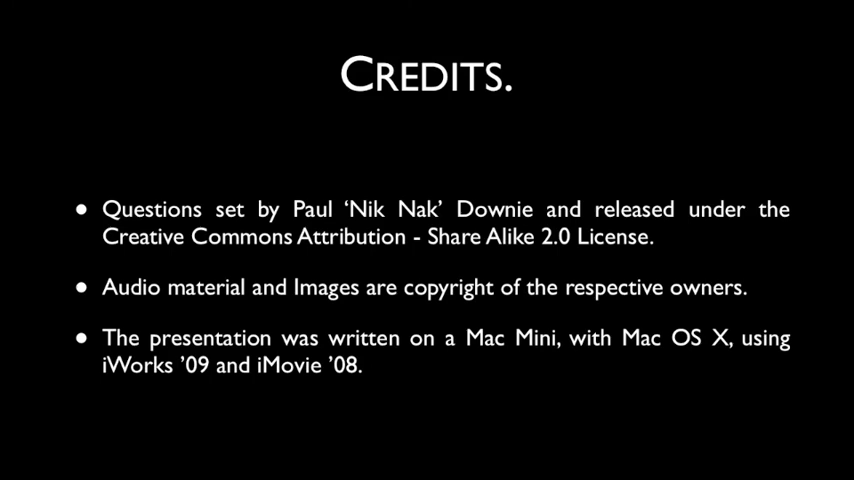 CREDITS.
● Questions set by Paul ‘Nik Nak’ Downie and released under the
Creative Commons Attribution - Share Alike 2.0 License.
● Audio material and Images are copyright of the respective owners.
● The presentation was written on a Mac Mini, with Mac OS X, using
iWorks ’09 and iMovie ’08.